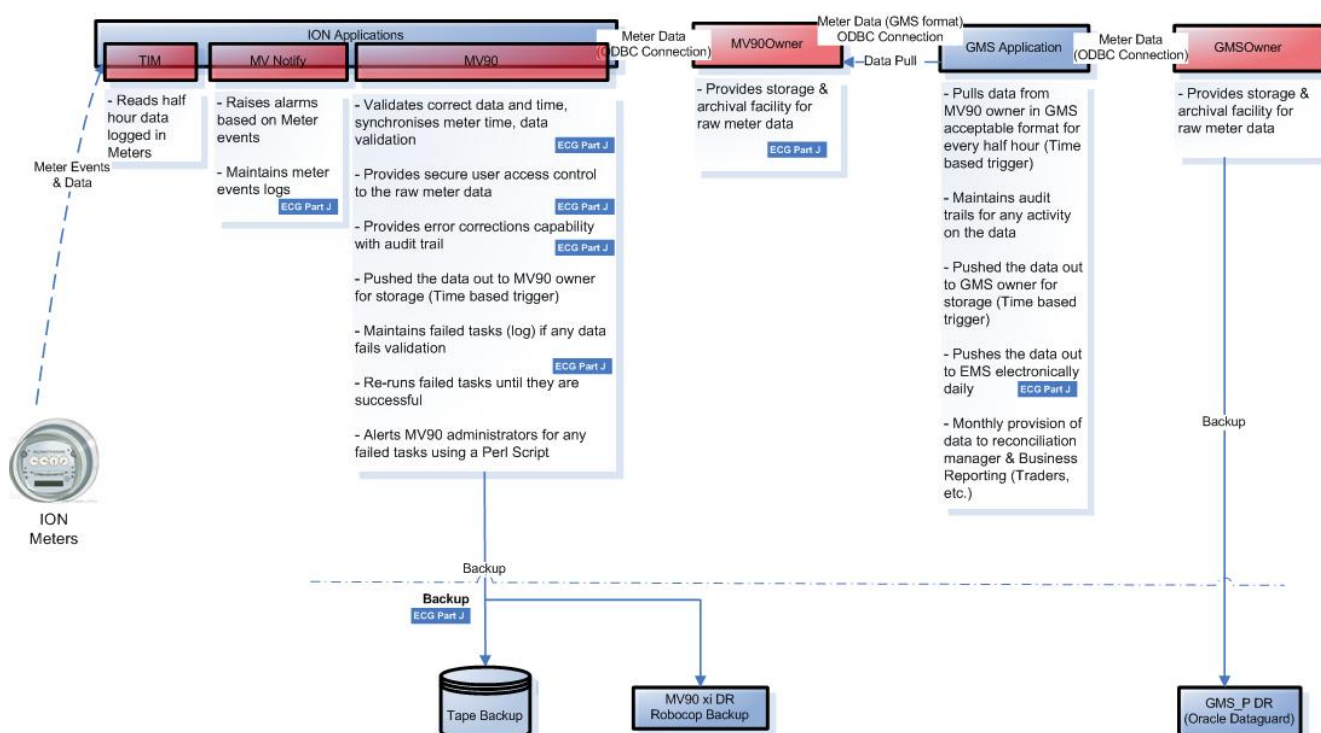 ION Applications
TIM
MV Notify
MV90
Meter Data
(ODBC Connection)
MV90Owner
Meter Data (GMS format)
ODBC Connection
Data Pull
GMS Application
Meter Data
(ODBC Connection)
GMSOwner
- Reads half
hour data
logged in
Meters
Meter Events
& Data
- Raises alarms
based on Meter
events
- Maintains meter
events logs
ECG Part J
- Validates correct data and time,
synchronises meter time, data
validation
ECG Part J
- Provides secure user access control
to the raw meter data
ECG Part J
- Provides error corrections capability
with audit trail
ECG Part J
- Pushed the data out to MV90 owner
for storage (Time based trigger)
- Maintains failed tasks (log) if any data
fails validation
ECG Part J
- Re-runs failed tasks until they are
successful
- Alerts MV90 administrators for any
failed tasks using a Perl Script
- Provides storage &
archival facility for
raw meter data
ECG Part J
- Pulls data from
MV90 owner in GMS
acceptable format for
every half hour (Time
based trigger)
- Maintains audit
trails for any activity
on the data
- Pushed the data out
to GMS owner for
storage (Time based
trigger)
- Pushes the data out
to EMS electronically
daily
ECG Part J
- Monthly provision of
data to reconciliation
manager & Business
Reporting (Traders,
etc.)
- Provides storage &
archival facility for
raw meter data
Backup
ION
Meters
Backup
Backup
ECG Part J
Tape Backup
MV90 xi DR
Robocop Backup
GMS_P DR
(Oracle Dataguard)